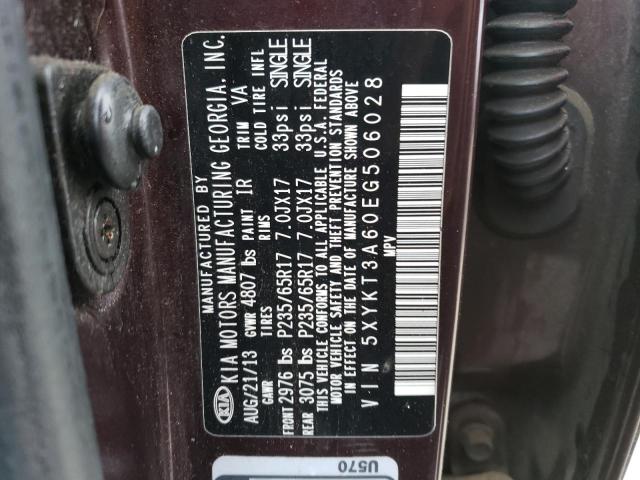 MANUFACTURED BY
KIA KIA MOTORS MANUFACTURING GEORGIA, INC.
AUG/21/13 GVWR 4807 lbs PAINT IR TRIM VA
GAWR TIRES RIMS COLD TIRE INFL
FRONT 2976 lbs P235/65R17 7.0JX17 33psi SINGLE
REAR 3075 lbs P235/65R17 7.0JX17 33psi SINGLE
THIS VEHICLE CONFORMS TO ALL APPLICABLE U.S.A. FEDERAL
MOTOR VEHICLE SAFETY AND THEFT PREVENTION STANDARDS
IN EFFECT ON THE DATE OF MANUFACTURE SHOWN ABOVE
VIN 5XYKT3A60EG506028
MPV
U570